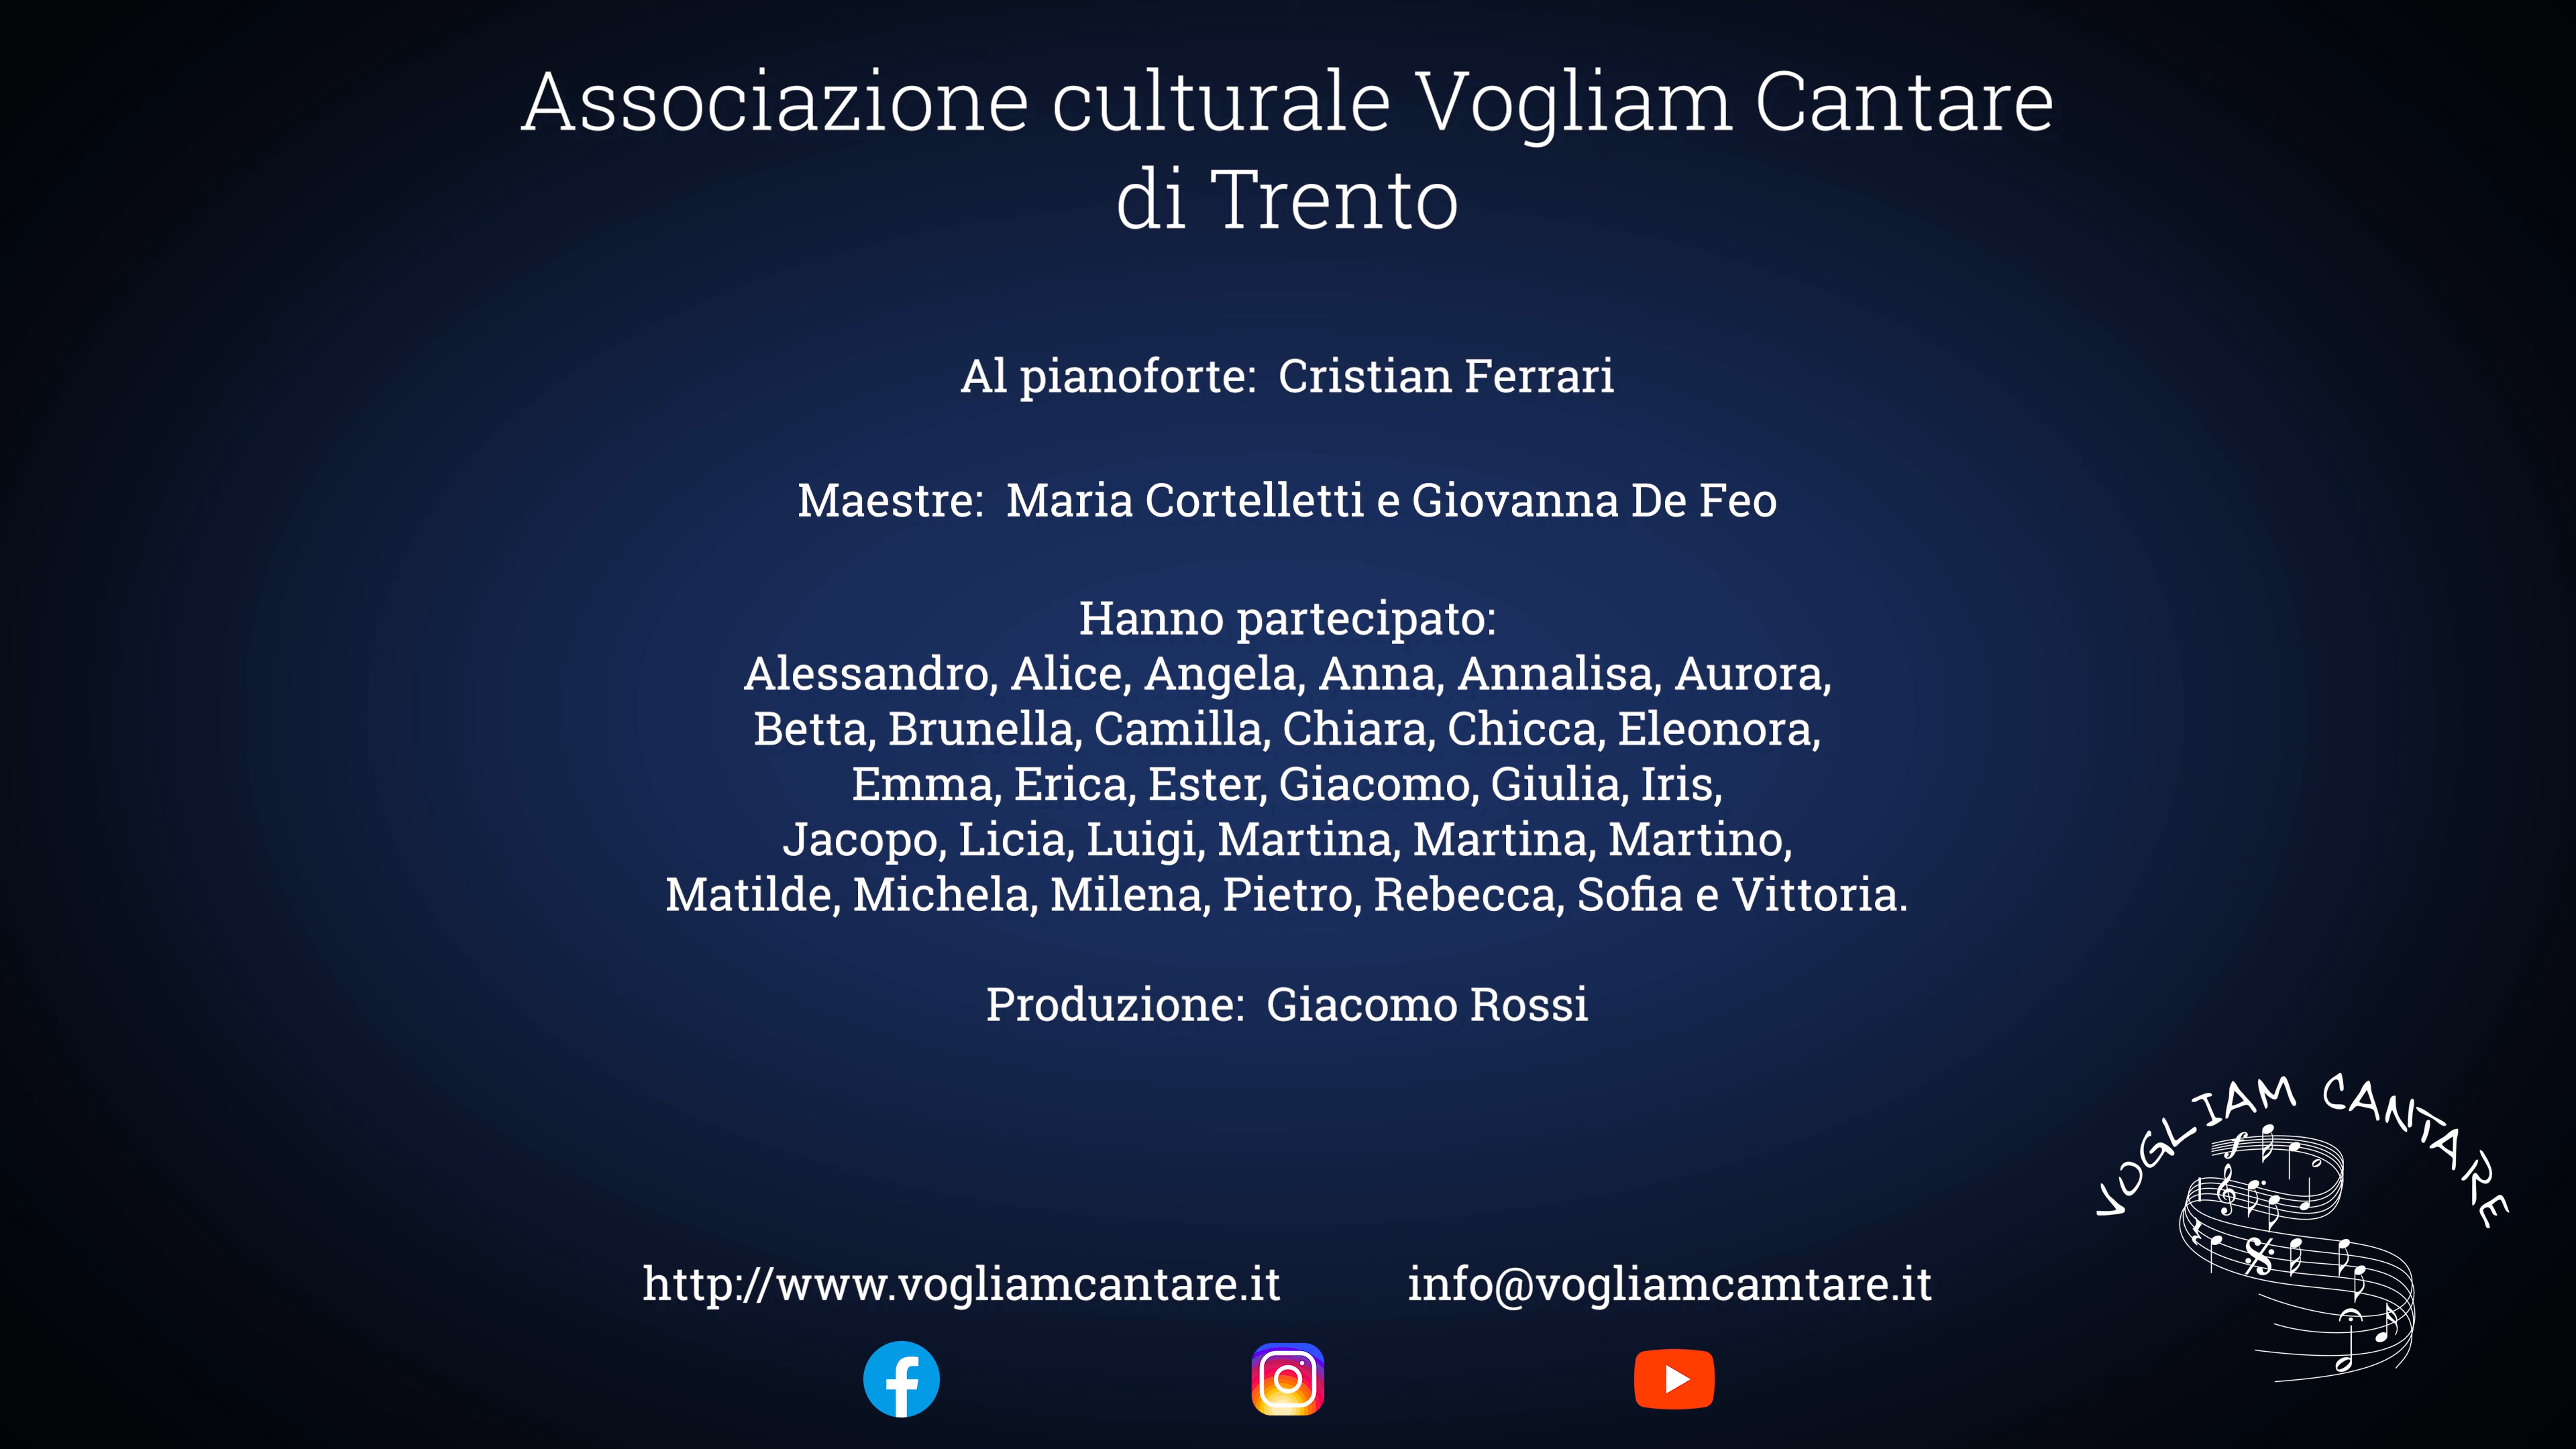 Associazione culturale Vogliam Cantare
di Trento
Al pianoforte: Cristian Ferrari
Maestre: Maria Cortelletti e Giovanna De Feo
Hanno partecipato:
Alessandro, Alice, Angela, Anna, Annalisa, Aurora,
Betta, Brunella, Camilla, Chiara, Chicca, Eleonora,
Emma, Erica, Ester, Giacomo, Giulia, Iris,
Jacopo, Licia, Luigi, Martina, Martina, Martino,
Matilde, Michela, Milena, Pietro, Rebecca, Sofia e Vittoria.
Produzione: Giacomo Rossi
VOGLIAM CANTARE
http://www.vogliamcantare.it
info@vogliamcamtare.it